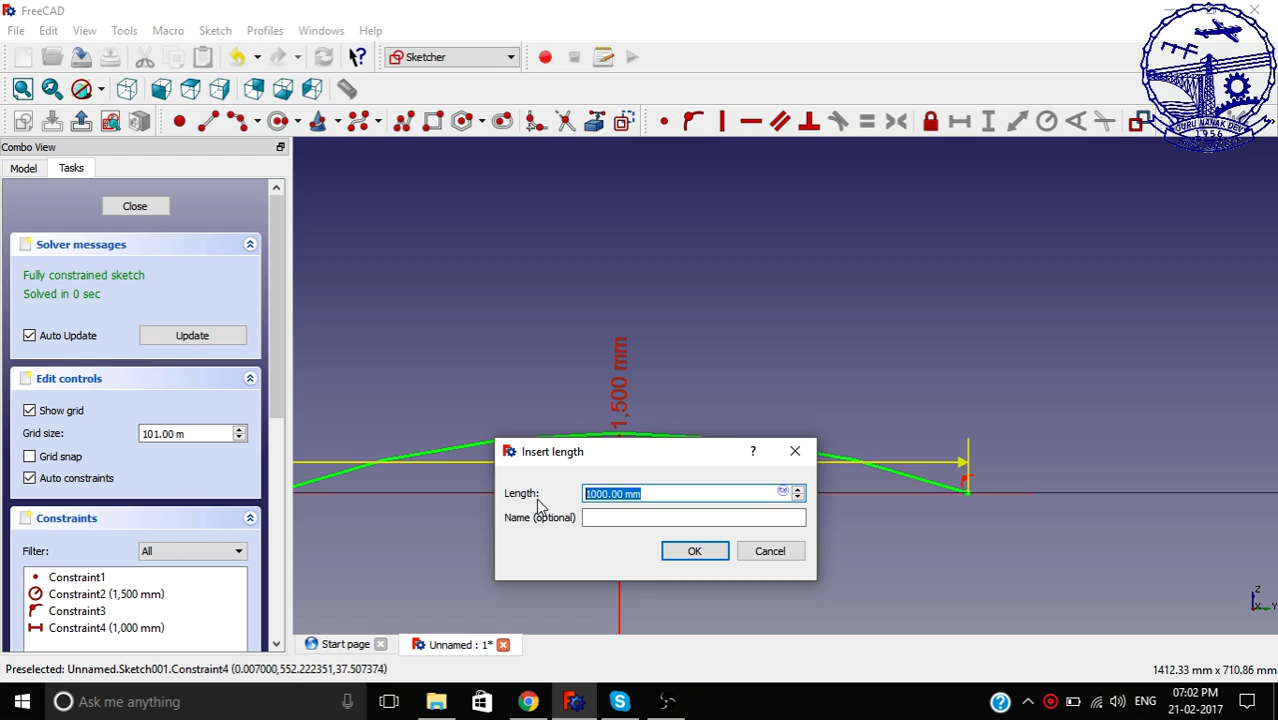 FreeCAD
File Edit View Tools Macro Sketch Profiles Windows Help
Sketcher
GURU NANAK DEV
1956
Combo View
Model Tasks
Close
Solver messages
Fully constrained sketch
Solved in 0 sec
Auto Update Update
Edit controls
Show grid
Grid size: 101.00 m
Grid snap
Auto constraints
Constraints
Filter: All
Constraint1
Constraint2 (1,500 mm)
Constraint3
Constraint4 (1,000 mm)
1,500 mm
Insert length
?
Length: 1000.00 mm
Name (optional)
OK Cancel
Z
X Y
Start page Unnamed : 1*
Preselected: Unnamed.Sketch001.Constraint4 (0.007000,552.222351,37.507374) 1412.33 mm x 710.86 mm
Ask me anything
ENG
07:02 PM
21-02-2017